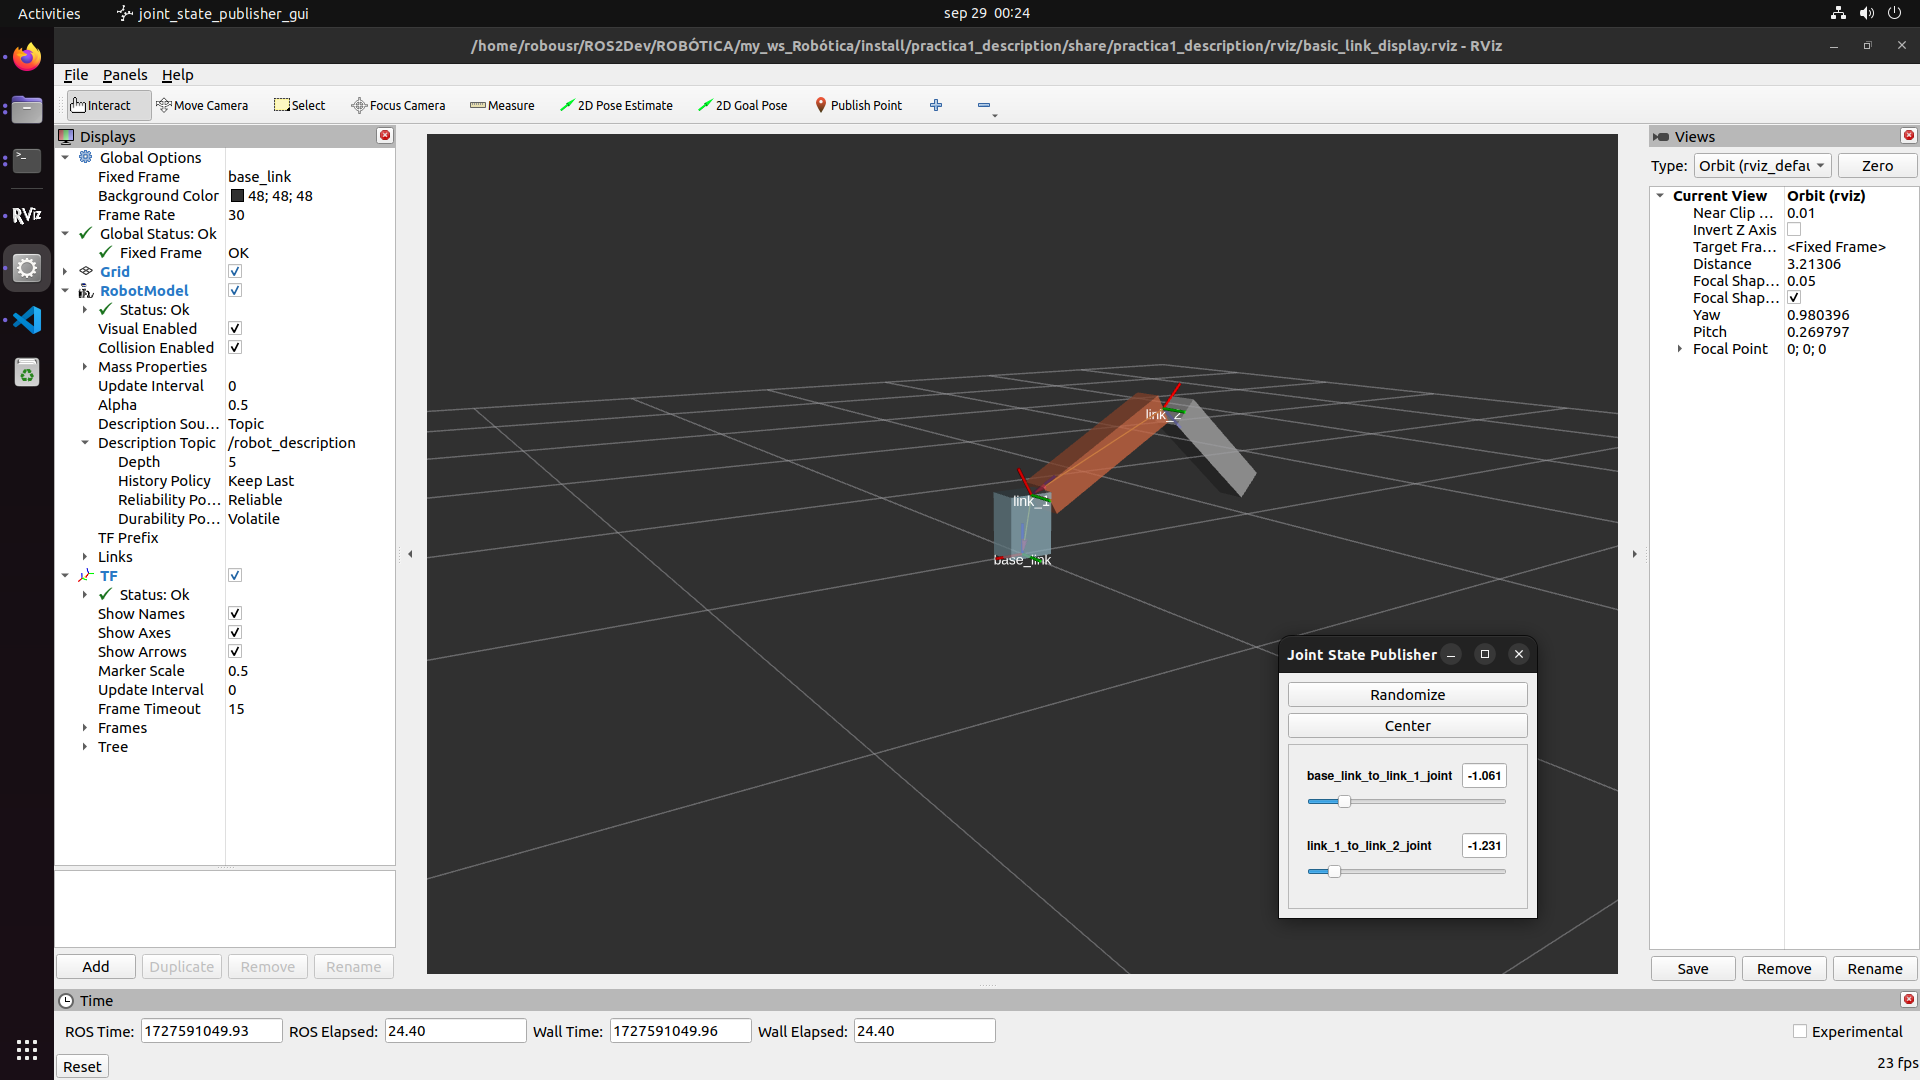 Activities joint_state_publisher_gui sep 29 00:24
/home/robousr/ROS2Dev/ROBÓTICA/my_ws_Robótica/install/practica1_description/share/practica1_description/rviz/basic_link_display.rviz - RViz
File Panels Help
Interact Move Camera Select Focus Camera Measure 2D Pose Estimate 2D Goal Pose Publish Point
RViz
Displays
Global Options
Fixed Frame base_link
Background Color 48; 48; 48
Frame Rate 30
Global Status: Ok
Fixed Frame OK
Grid
RobotModel
Status: Ok
Visual Enabled
Collision Enabled
Mass Properties
Update Interval 0
Alpha 0.5
Description Sou... Topic
Description Topic /robot_description
Depth 5
History Policy Keep Last
Reliability Po... Reliable
Durability Po... Volatile
TF Prefix
Links
TF
Status: Ok
Show Names
Show Axes
Show Arrows
Marker Scale 0.5
Update Interval 0
Frame Timeout 15
Frames
Tree
Add Duplicate Remove Rename
link_2
link_1
base_link
Joint State Publisher
Randomize
Center
base_link_to_link_1_joint -1.061
link_1_to_link_2_joint -1.231
Views
Type: Orbit (rviz_defau Zero
Current View Orbit (rviz)
Near Clip ... 0.01
Invert Z Axis
Target Fra... <Fixed Frame>
Distance 3.21306
Focal Shap... 0.05
Focal Shap...
Yaw 0.980396
Pitch 0.269797
Focal Point 0; 0; 0
Save Remove Rename
Time
ROS Time: 1727591049.93 ROS Elapsed: 24.40 Wall Time: 1727591049.96 Wall Elapsed: 24.40 Experimental
Reset 23 fps